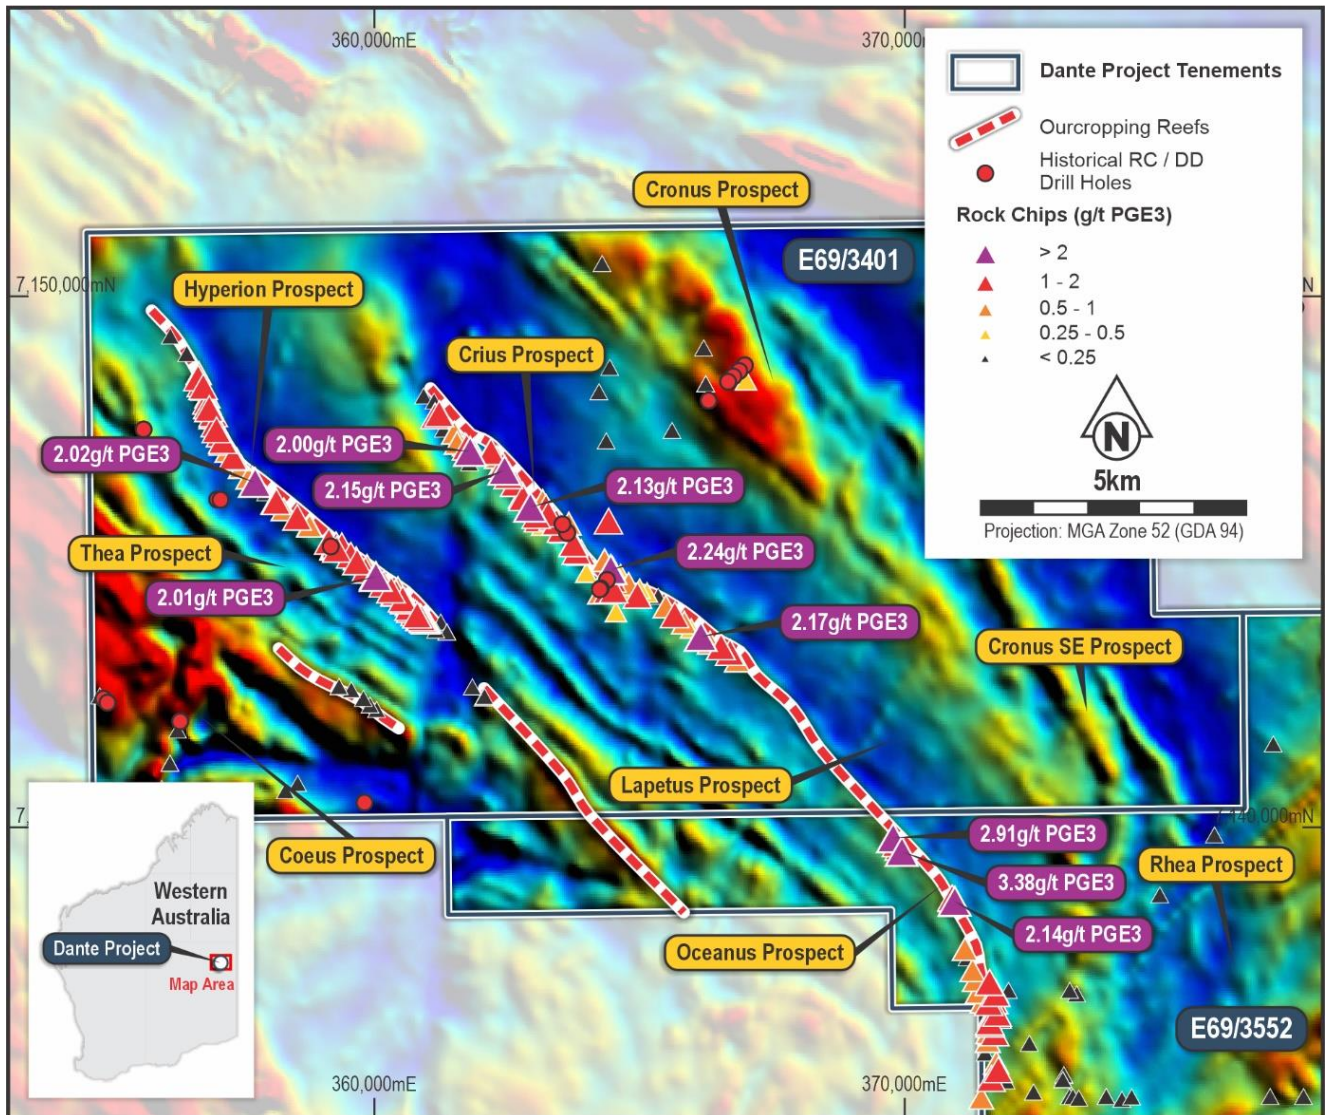 360,000mE
370,000m
Dante Project Tenements
Ourcropping Reefs
Historical RC / DD
Drill Holes
Rock Chips (g/t PGE3)
> 2
1 - 2
0.5 - 1
0.25 - 0.5
< 0.25
N
5km
Projection: MGA Zone 52 (GDA 94)
Cronus Prospect
E69/3401
7,150,000mN
N
Hyperion Prospect
Crius Prospect
2.02g/t PGE3
2.00g/t PGE3
2.15g/t PGE3
2.13g/t PGE3
Thea Prospect
2.24g/t PGE3
2.01g/t PGE3
2.17g/t PGE3
Cronus SE Prospect
Lapetus Prospect
7,
7,140,000mN
2.91g/t PGE3
Coeus Prospect
Rhea Prospect
3.38g/t PGE3
2.14g/t PGE3
Oceanus Prospect
Western
Australia
Dante Project
Map Area
E69/3552
360,000mE
370,000mE